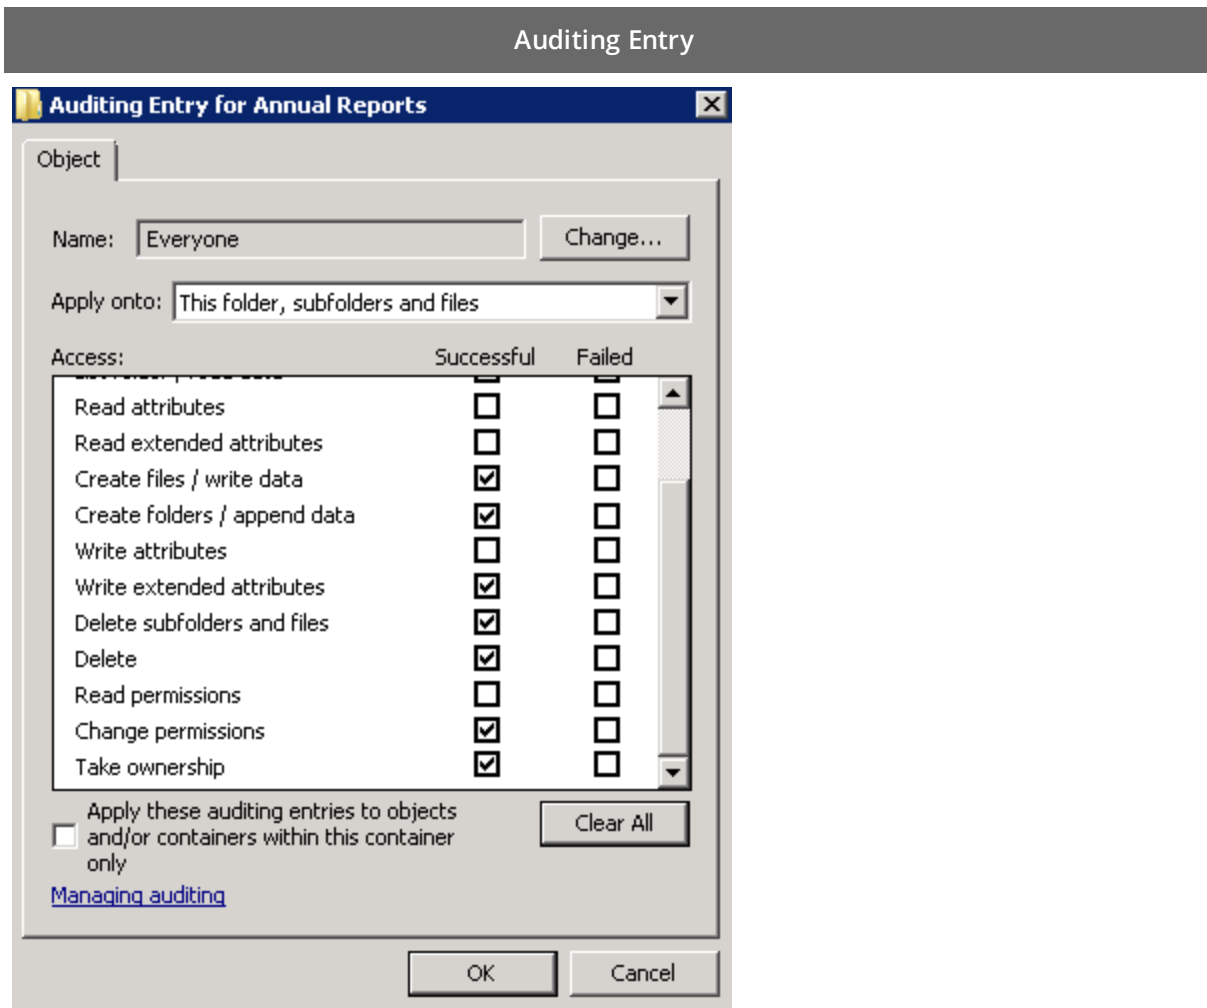 Auditing Entry
Auditing Entry for Annual Reports
Object
Name: Everyone Change...
Apply onto: This folder, subfolders and files
Access: Successful Failed
Read attributes
Read extended attributes
Create files / write data
Create folders / append data
Write attributes
Write extended attributes
Delete subfolders and files
Delete
Read permissions
Change permissions
Take ownership
Apply these auditing entries to objects
and/or containers within this container
only
Clear All
Managing auditing
OK Cancel